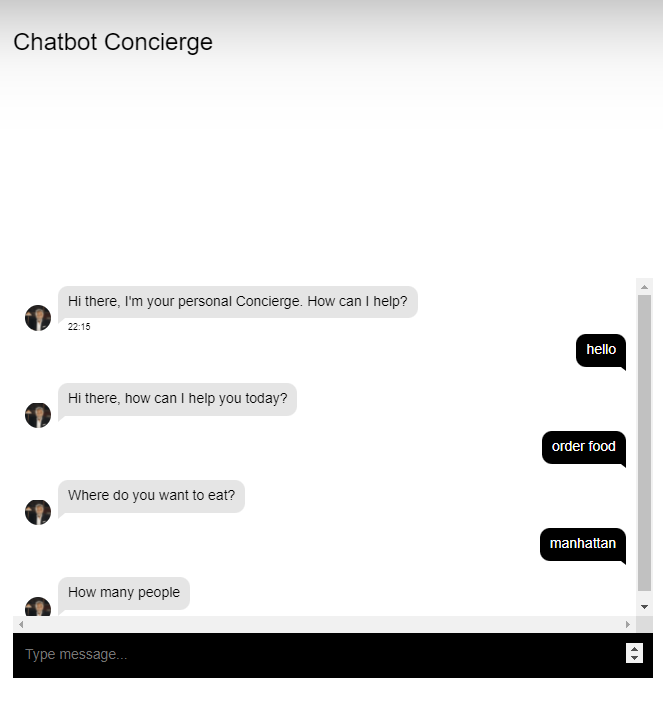 Chatbot Concierge
Hi there, I'm your personal Concierge. How can I help?
22:15
hello
Hi there, how can I help you today?
order food
Where do you want to eat?
manhattan
How many people
Type message...